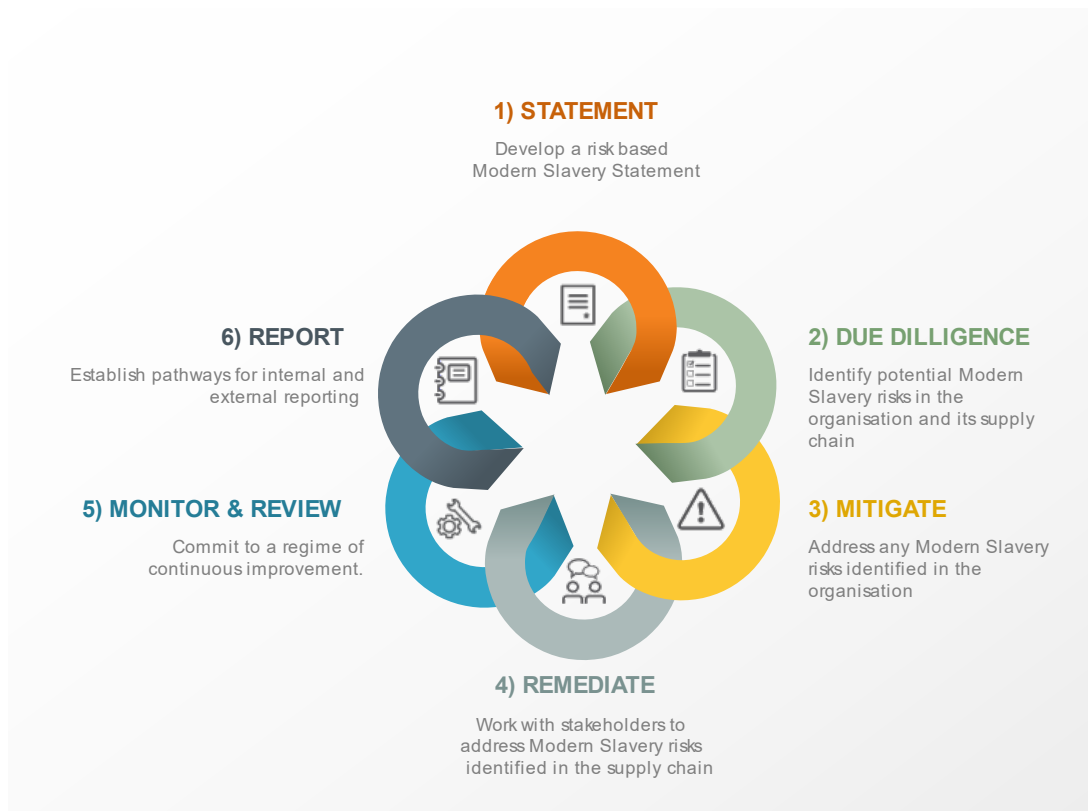 1) STATEMENT
Develop a risk based
Modern Slavery Statement
2) DUE DILLIGENCE
Identify potential Modern
Slavery risks in the
organisation and its supply
chain
3) MITIGATE
Address any Modern Slavery
risks identified in the
organisation
4) REMEDIATE
Work with stakeholders to
address Modern Slavery risks
identified in the supply chain
5) MONITOR & REVIEW
Commit to a regime of
continuous improvement.
6) REPORT
Establish pathways for internal and
external reporting